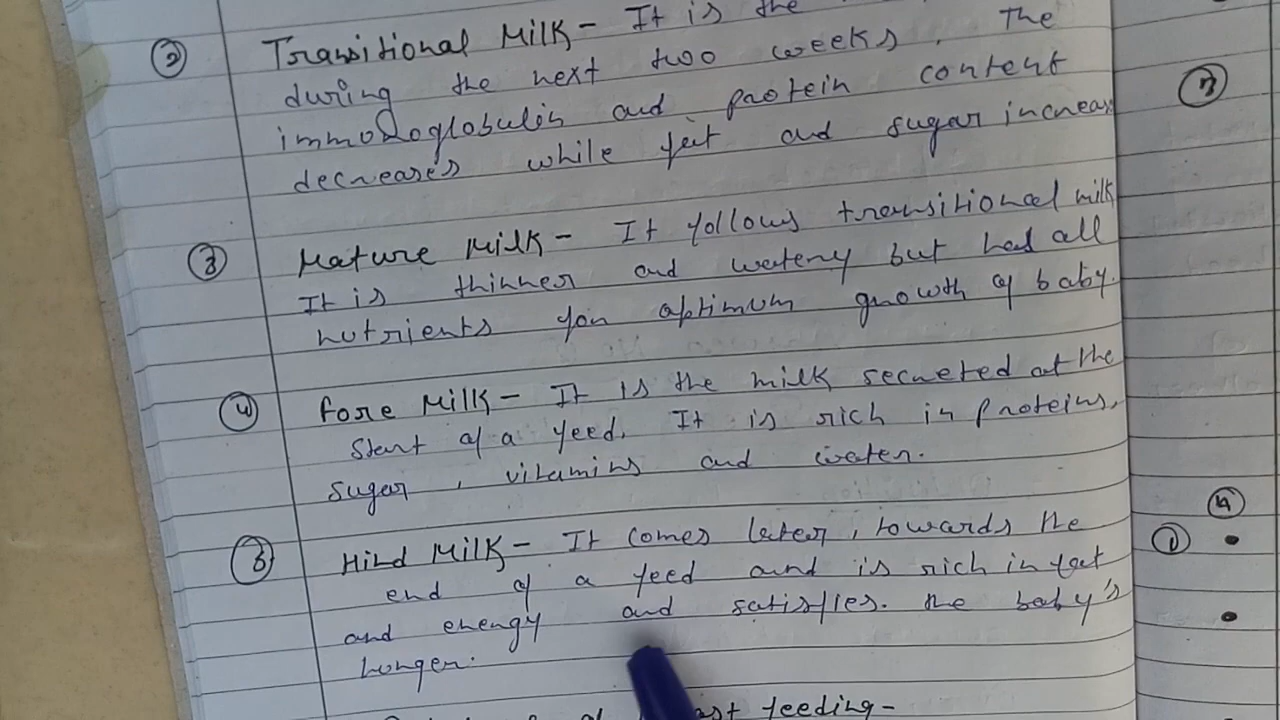 ② Transitional Milk - It is the
during the next two weeks. The
immunoglobulin and protein content
decreases while fat and sugar increas
③ Mature Milk - It follows transitional milk
It is thinner and watery but had all
nutrients for optimum growth of baby.
④ Fore Milk - It is the milk secreted at the
start of a feed. It is rich in proteins,
sugar, vitamins and water.
⑤ Hind Milk - It comes later, towards the
end of a feed and is rich in fat
and energy and satisfies. the baby's
hunger.
feeding -
⑦
④
① •
•